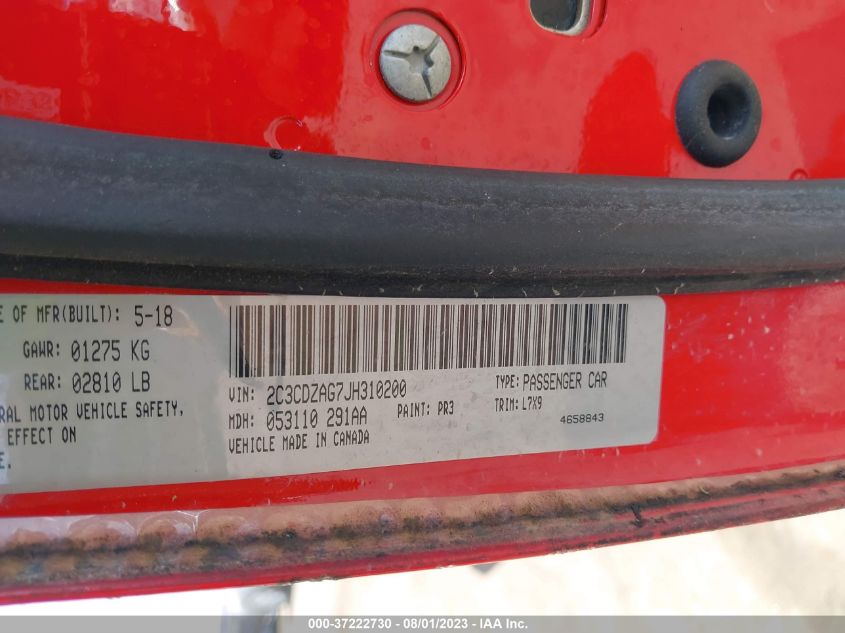 E OF MFR(BUILT): 5-18
GAWR: 01275 KG
REAR: 02810 LB
RAL MOTOR VEHICLE SAFETY,
EFFECT ON
E.
VIN: 2C3CDZAG7JH310200
TYPE: PASSENGER CAR
MDH: 053110 291AA
PAINT: PR3
TRIM: L7X9
VEHICLE MADE IN CANADA
4658843
000-37222730 - 08/01/2023 - IAA Inc.